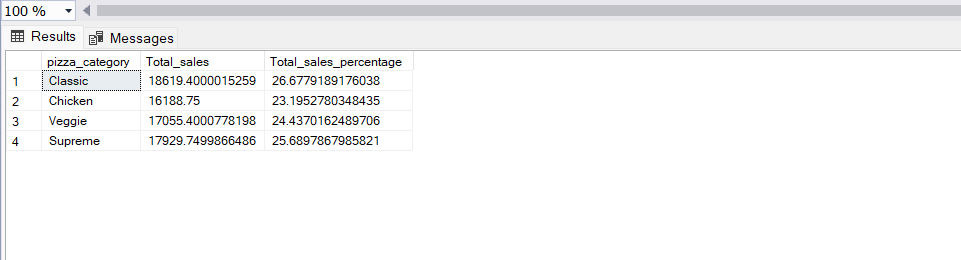 100 %
Results Messages
pizza_category Total_sales Total_sales_percentage
1 Classic 18619.4000015259 26.6779189176038
2 Chicken 16188.75 23.1952780348435
3 Veggie 17055.4000778198 24.4370162489706
4 Supreme 17929.7499866486 25.6897867985821